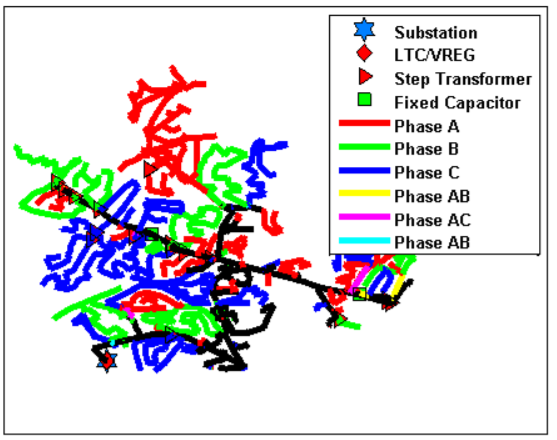 Substation
LTC/VREG
Step Transformer
Fixed Capacitor
Phase A
Phase B
Phase C
Phase AB
Phase AC
Phase AB